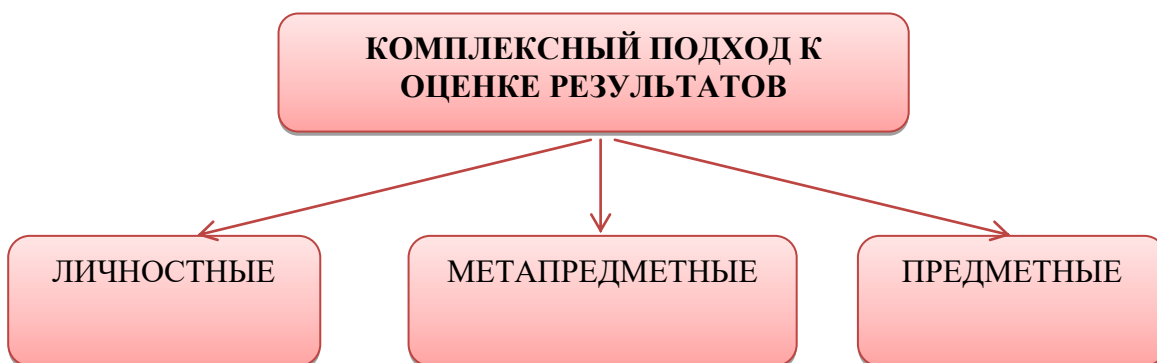 КОМПЛЕКСНЫЙ ПОДХОД К
ОЦЕНКЕ РЕЗУЛЬТАТОВ
ЛИЧНОСТНЫЕ
МЕТАПРЕДМЕТНЫЕ
ПРЕДМЕТНЫЕ